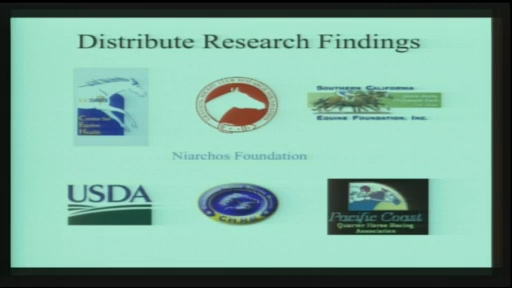 Distribute Research Findings
Center for
Equine
Health
SOUTHERN CALIFORNIA
EQUINE FOUNDATION, INC.
Niarchos Foundation
USDA
Pacific Coast
Quarter Horse Racing
Association